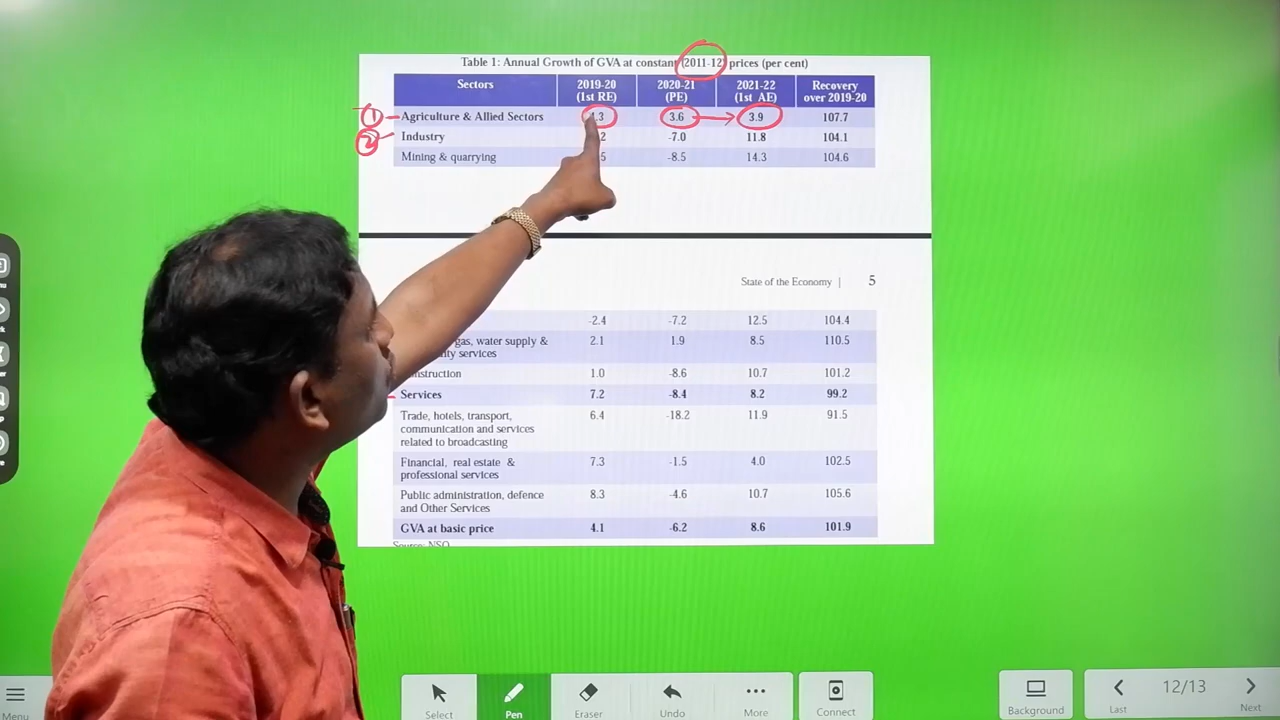 Table 1: Annual Growth of GVA at constant (2011-12) prices (per cent)
Sectors 2019-20 (1st RE) 2020-21 (PE) 2021-22 (1st AE) Recovery over 2019-20
1 Agriculture & Allied Sectors 4.3 3.6 3.9 107.7
2 Industry -7.0 11.8 104.1
Mining & quarrying -8.5 14.3 104.6
State of the Economy | 5
-2.4 -7.2 12.5 104.4
gas, water supply & 2.1 1.9 8.5 110.5
services
1.0 -8.6 10.7 101.2
Services 7.2 -8.4 8.2 99.2
Trade, hotels, transport, 6.4 -18.2 11.9 91.5
communication and services
related to broadcasting
Financial, real estate & 7.3 -1.5 4.0 102.5
professional services
Public administration, defence 8.3 -4.6 10.7 105.6
and Other Services
GVA at basic price 4.1 -6.2 8.6 101.9
Source: NSO
Menu Select Pen Eraser Undo More Connect Background Last 12/13 Next